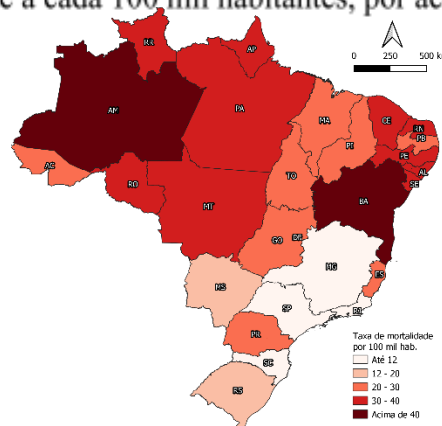 e a cada 100 mil habitantes, por ac
0 250 500 km
RR
AP
AM
PA
MA
CE
RN
PB
PI
PE
AC
AL
TO
SE
RO
BA
MT
GO
DF
MG
ES
MS
SP
RJ
PR
SC
RS
Taxa de mortalidade
por 100 mil hab.
Até 12
12 - 20
20 - 30
30 - 40
Acima de 40